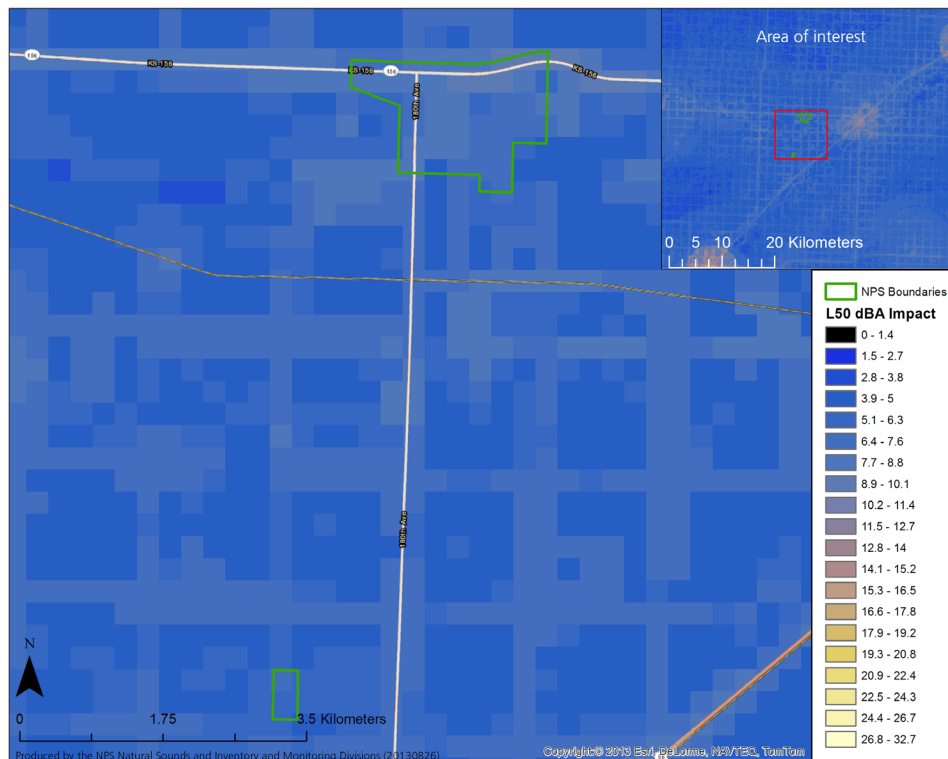 Area of interest
156
KS-156
KS-156
156
KS-156
180th Ave
0 5 10 20 Kilometers
NPS Boundaries
L50 dBA Impact
0 - 1.4
1.5 - 2.7
2.8 - 3.8
3.9 - 5
5.1 - 6.3
6.4 - 7.6
7.7 - 8.8
8.9 - 10.1
10.2 - 11.4
11.5 - 12.7
12.8 - 14
14.1 - 15.2
15.3 - 16.5
16.6 - 17.8
17.9 - 19.2
19.3 - 20.8
20.9 - 22.4
22.5 - 24.3
24.4 - 26.7
26.8 - 32.7
180th Ave
N
0 1.75 3.5 Kilometers
Produced by the NPS Natural Sounds and Inventory and Monitoring Divisions (20130826)
Copyright:© 2013 Esri, DeLorme, NAVTEQ, TomTom